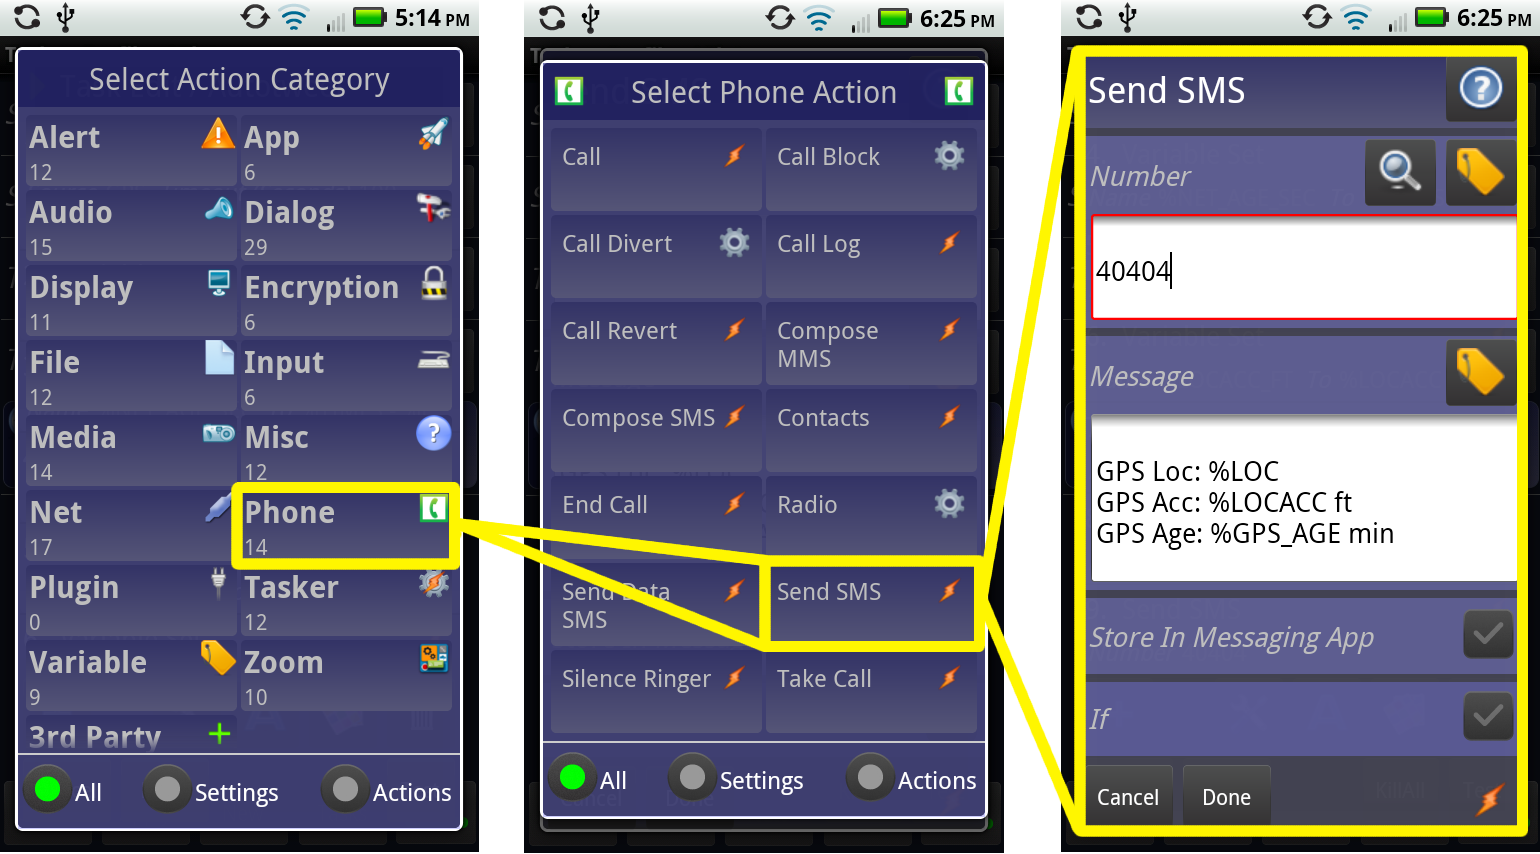 5:14 PM
Select Action Category
Alert
12
App
6
Audio
15
Dialog
29
Display
11
Encryption
6
File
12
Input
6
Media
14
Misc
12
Net
17
Phone
14
Plugin
0
Tasker
12
Variable
9
Zoom
10
3rd Party
All
Settings
Actions
6:25 PM
Select Phone Action
Call
Call Block
Call Divert
Call Log
Call Revert
Compose
MMS
Compose SMS
Contacts
End Call
Radio
Send Data
SMS
Send SMS
Silence Ringer
Take Call
All
Settings
Actions
6:25 PM
Send SMS
Number
40404
Message
GPS Loc: %LOC
GPS Acc: %LOCACC ft
GPS Age: %GPS_AGE min
Store In Messaging App
If
Cancel
Done